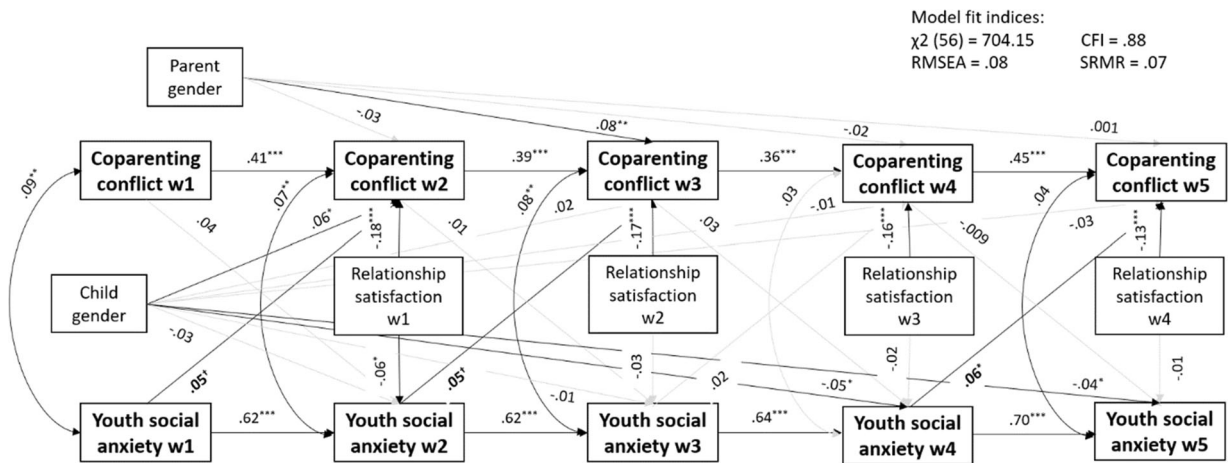 Model fit indices:
χ2 (56) = 704.15 CFI = .88
RMSEA = .08 SRMR = .07
Parent
gender
-.03
.08**
-.02
.001
Coparenting
conflict w1
.41***
Coparenting
conflict w2
.39***
Coparenting
conflict w3
.36***
Coparenting
conflict w4
.45***
Coparenting
conflict w5
.09**
.04
.07**
.06*
-.18***
.01
.08**
.02
-.17***
.03
.03
-.01
-.16***
-.009
.04
-.03
-.13***
Child
gender
Relationship
satisfaction
w1
Relationship
satisfaction
w2
Relationship
satisfaction
w3
Relationship
satisfaction
w4
-.03
.05†
-.06*
.05†
-.01
-.03
.02
-.05*
-.02
.06*
-.04*
-.01
Youth social
anxiety w1
.62***
Youth social
anxiety w2
.62***
Youth social
anxiety w3
.64***
Youth social
anxiety w4
.70***
Youth social
anxiety w5